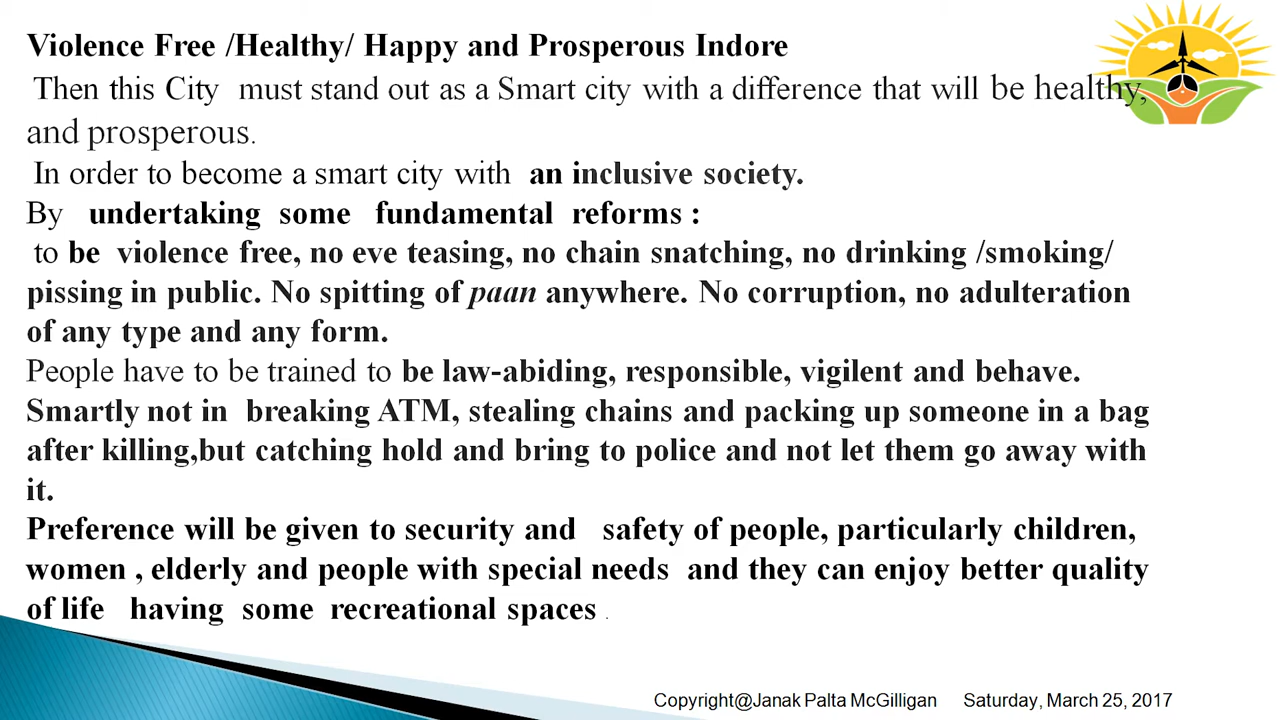 Violence Free /Healthy/ Happy and Prosperous Indore
Then this City must stand out as a Smart city with a difference that will be healthy,
and prosperous.
In order to become a smart city with an inclusive society.
By undertaking some fundamental reforms :
to be violence free, no eve teasing, no chain snatching, no drinking /smoking/
pissing in public. No spitting of paan anywhere. No corruption, no adulteration
of any type and any form.
People have to be trained to be law-abiding, responsible, vigilent and behave.
Smartly not in breaking ATM, stealing chains and packing up someone in a bag
after killing,but catching hold and bring to police and not let them go away with
it.
Preference will be given to security and safety of people, particularly children,
women , elderly and people with special needs and they can enjoy better quality
of life having some recreational spaces .
Copyright@Janak Palta McGilligan Saturday, March 25, 2017